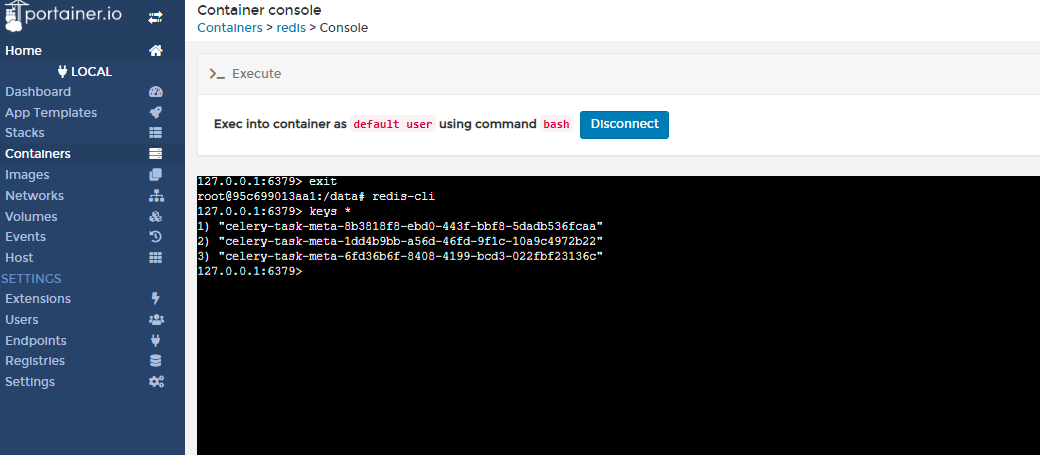 portainer.io
Home
LOCAL
Dashboard
App Templates
Stacks
Containers
Images
Networks
Volumes
Events
Host
SETTINGS
Extensions
Users
Endpoints
Registries
Settings
Container console
Containers > redis > Console
>_ Execute
Exec into container as default user using command bash Disconnect
127.0.0.1:6379> exit
root@95c699013aa1:/data# redis-cli
127.0.0.1:6379> keys *
1) "celery-task-meta-8b3818f8-ebd0-443f-bbf8-5dadb536fcaa"
2) "celery-task-meta-1dd4b9bb-a56d-46fd-9f1c-10a9c4972b22"
3) "celery-task-meta-6fd36b6f-8408-4199-bcd3-022fbf23136c"
127.0.0.1:6379>